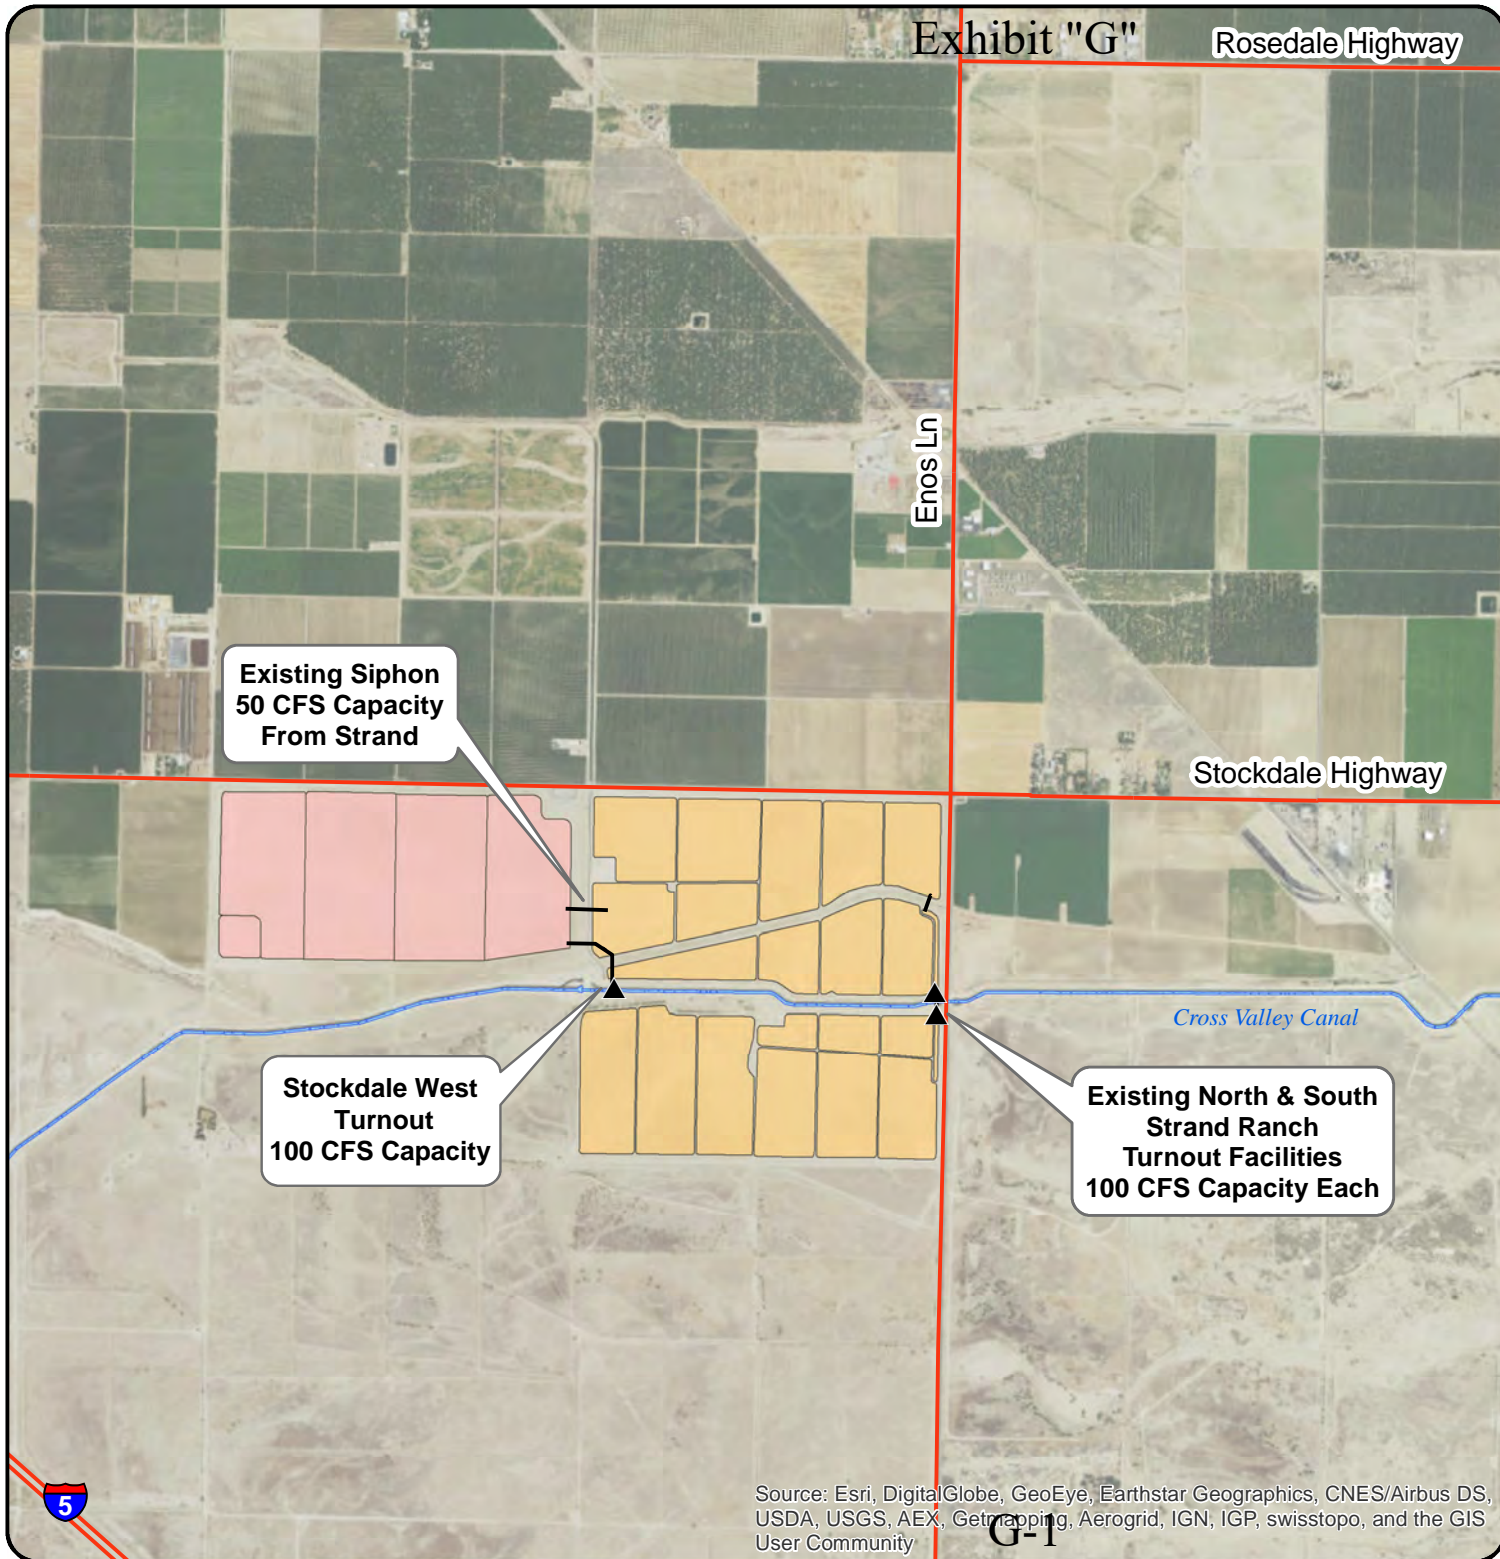 Exhibit "G"
Rosedale Highway
Enos Ln
Existing Siphon
50 CFS Capacity
From Strand
Stockdale Highway
Cross Valley Canal
Stockdale West
Turnout
100 CFS Capacity
Existing North & South
Strand Ranch
Turnout Facilities
100 CFS Capacity Each
5
Source: Esri, DigitalGlobe, GeoEye, Earthstar Geographics, CNES/Airbus DS,
USDA, USGS, AEX, Getmapping, Aerogrid, IGN, IGP, swisstopo, and the GIS
User Community
G-1